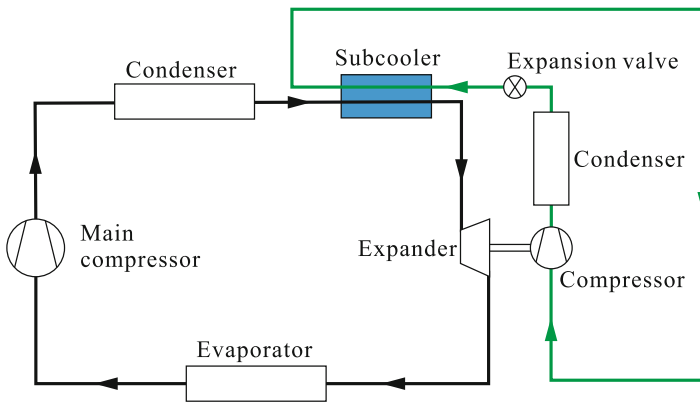 Subcooler
Expansion valve
Condenser
Condenser
Main
compressor
Expander
Compressor
Evaporator